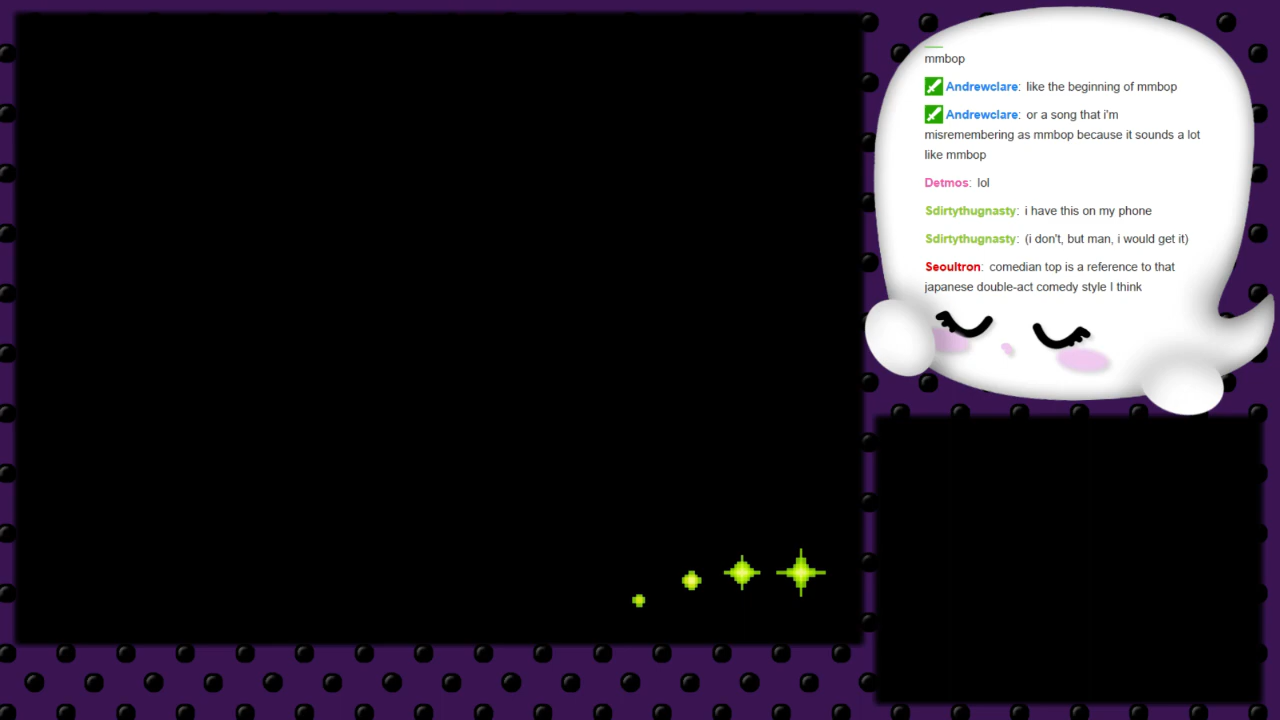 mmbop
Andrewclare: like the beginning of mmbop
Andrewclare: or a song that i'm
misremembering as mmbop because it sounds a lot
like mmbop
Detmos: lol
Sdirtythugnasty: i have this on my phone
Sdirtythugnasty: (i don't, but man, i would get it)
Seoultron: comedian top is a reference to that
japanese double-act comedy style I think